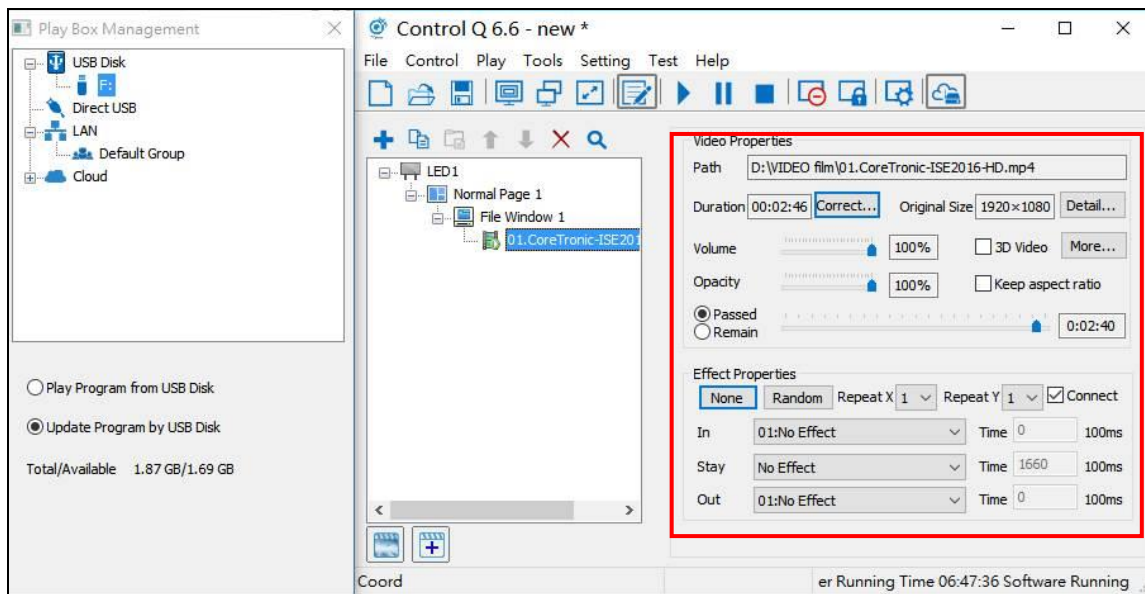 Play Box Management
USB Disk
F:
Direct USB
LAN
Default Group
Cloud
Play Program from USB Disk
Update Program by USB Disk
Total/Available 1.87 GB/1.69 GB
Control Q 6.6 - new *
File Control Play Tools Setting Test Help
LED1
Normal Page 1
File Window 1
01.CoreTronic-ISE201
Video Properties
Path D:\VIDEO film\01.CoreTronic-ISE2016-HD.mp4
Duration 00:02:46 Correct... Original Size 1920×1080 Detail...
Volume 100% 3D Video More...
Opacity 100% Keep aspect ratio
Passed
Remain 0:02:40
Effect Properties
None Random Repeat X 1 Repeat Y 1 Connect
In 01:No Effect Time 0 100ms
Stay No Effect Time 1660 100ms
Out 01:No Effect Time 0 100ms
Coord er Running Time 06:47:36 Software Running